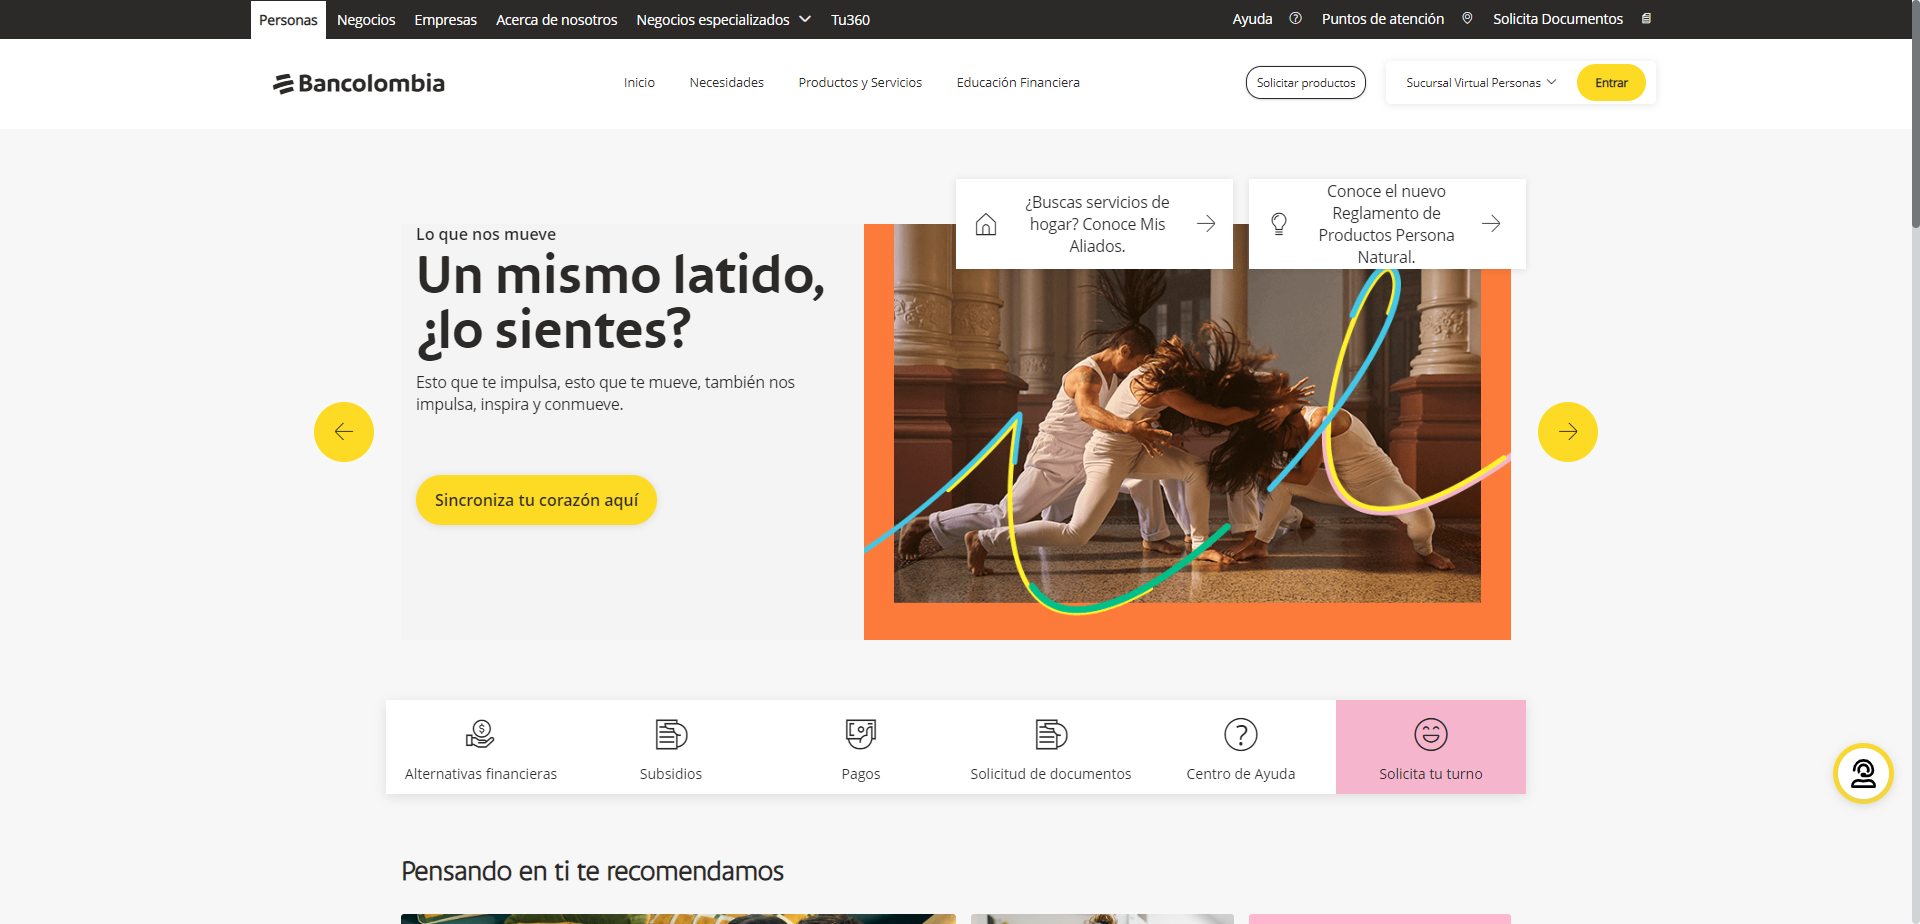 Personas
Negocios
Empresas
Acerca de nosotros
Negocios especializados
Tu360
Ayuda
Puntos de atención
Solicita Documentos
Bancolombia
Inicio
Necesidades
Productos y Servicios
Educación Financiera
Solicitar productos
Sucursal Virtual Personas
Entrar
¿Buscas servicios de
hogar? Conoce Mis
Aliados.
Conoce el nuevo
Reglamento de
Productos Persona
Natural.
Lo que nos mueve
Un mismo latido,
¿lo sientes?
Esto que te impulsa, esto que te mueve, también nos
impulsa, inspira y conmueve.
Sincroniza tu corazón aquí
Alternativas financieras
Subsidios
Pagos
Solicitud de documentos
Centro de Ayuda
Solicita tu turno
Pensando en ti te recomendamos